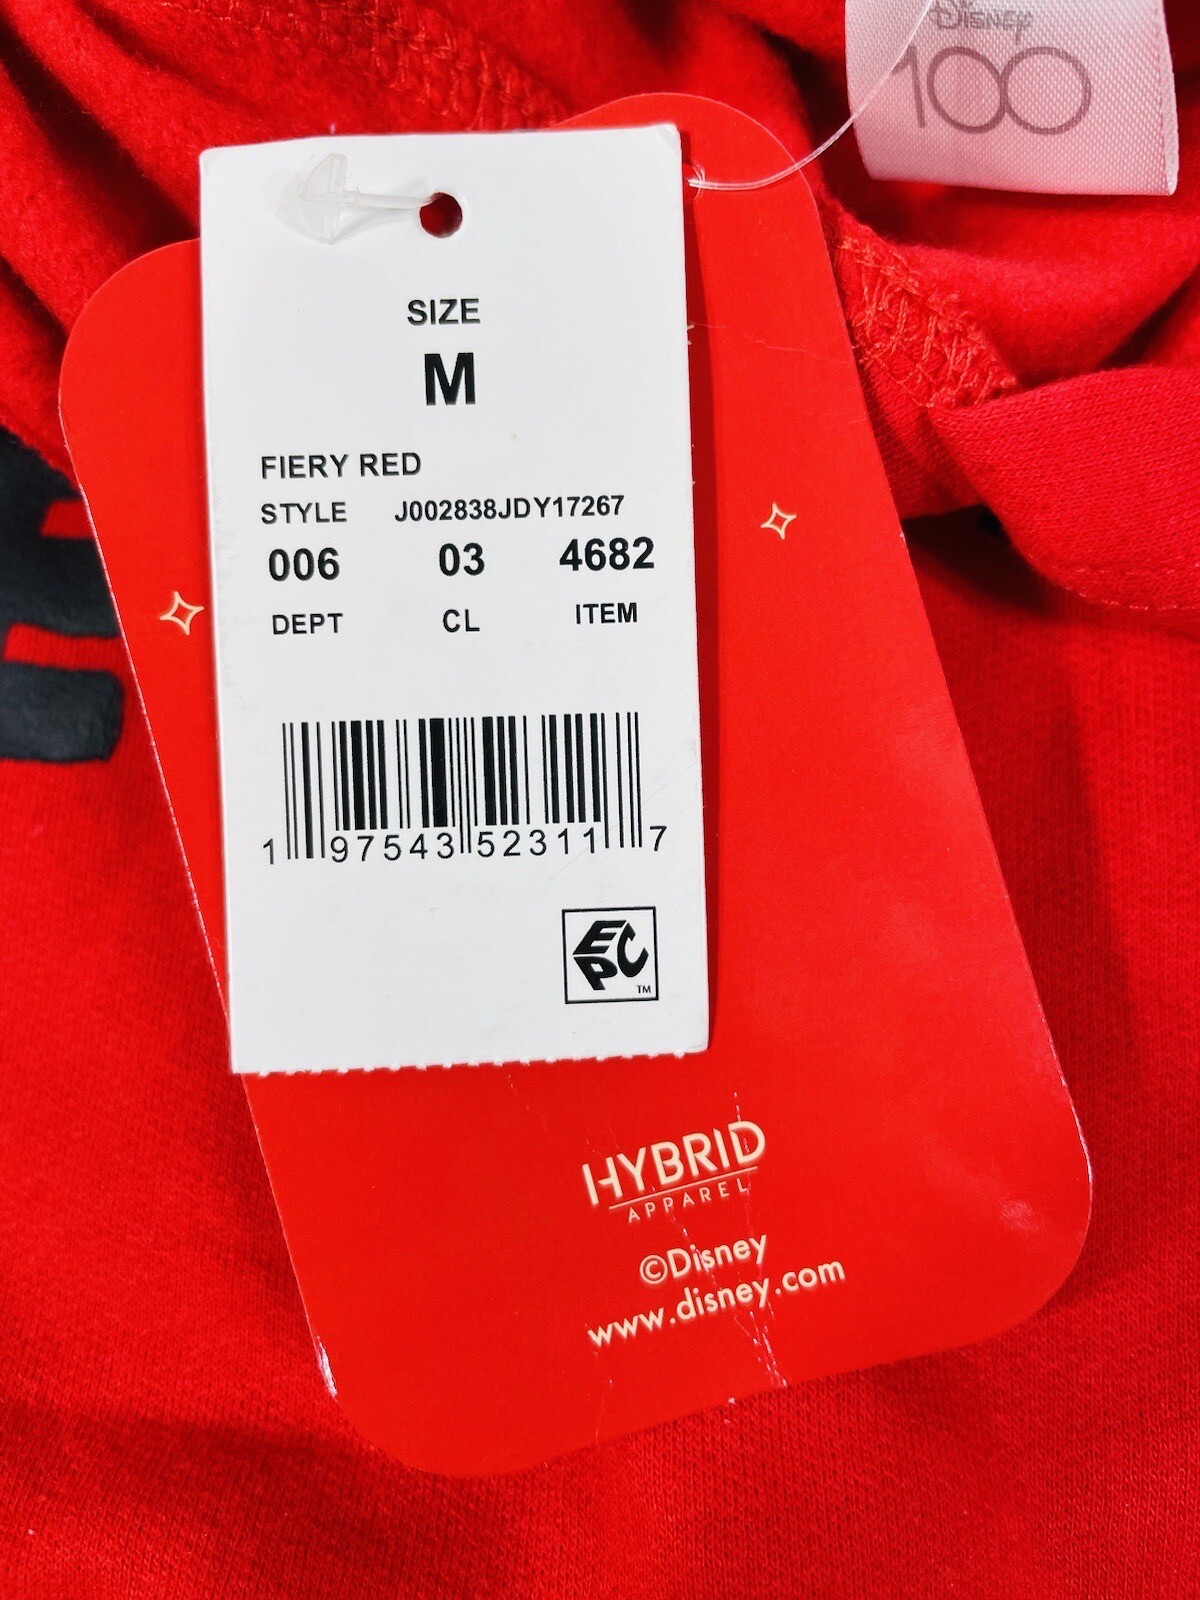 Disney
100
SIZE
M
FIERY RED
STYLE J002838JDY17267
006 03 4682
DEPT CL ITEM
1 97543 52311 7
EPC
TM
HYBRID
APPAREL
©Disney
www.disney.com